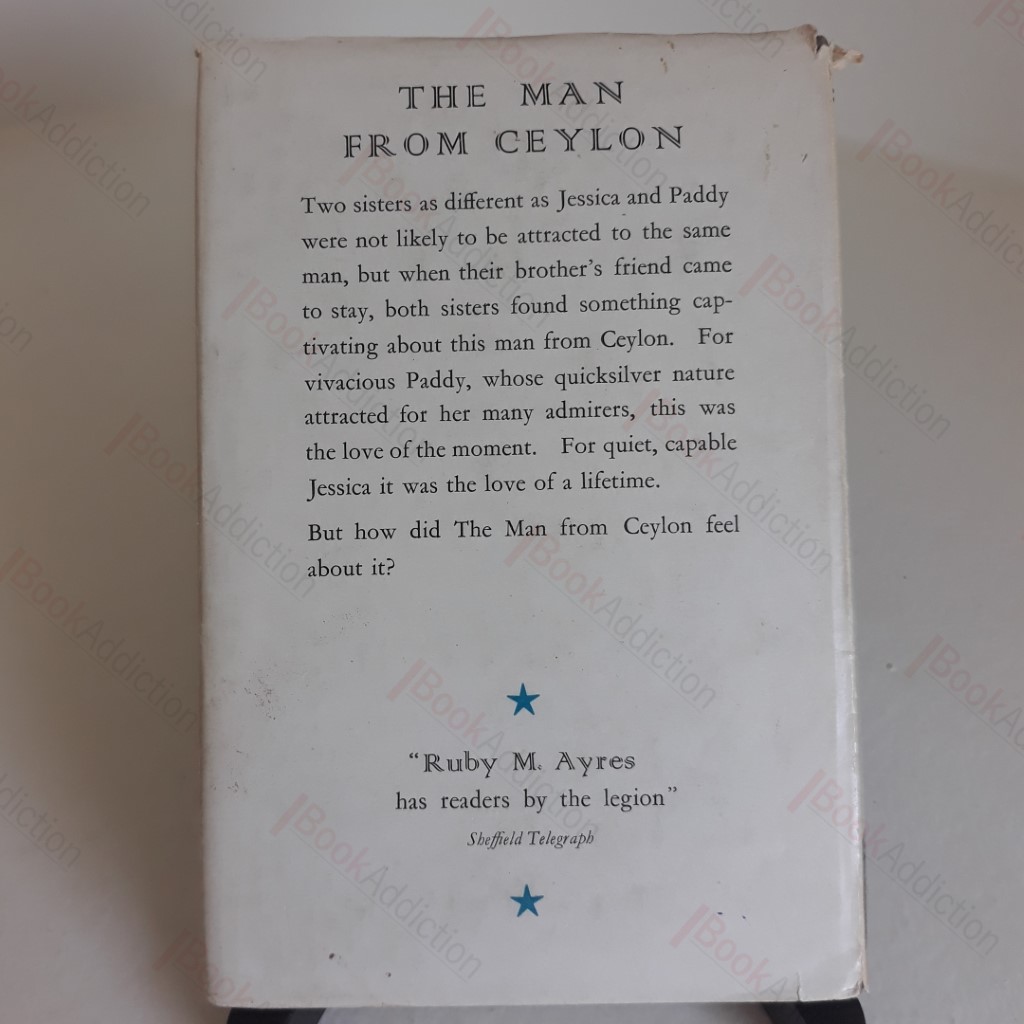 THE MAN
FROM CEYLON
Two sisters as different as Jessica and Paddy
were not likely to be attracted to the same
man, but when their brother's friend came
to stay, both sisters found something cap-
tivating about this man from Ceylon. For
vivacious Paddy, whose quicksilver nature
attracted for her many admirers, this was
the love of the moment. For quiet, capable
Jessica it was the love of a lifetime.
But how did The Man from Ceylon feel
about it?
"Ruby M. Ayres
has readers by the legion"
Sheffield Telegraph
BookAddiction